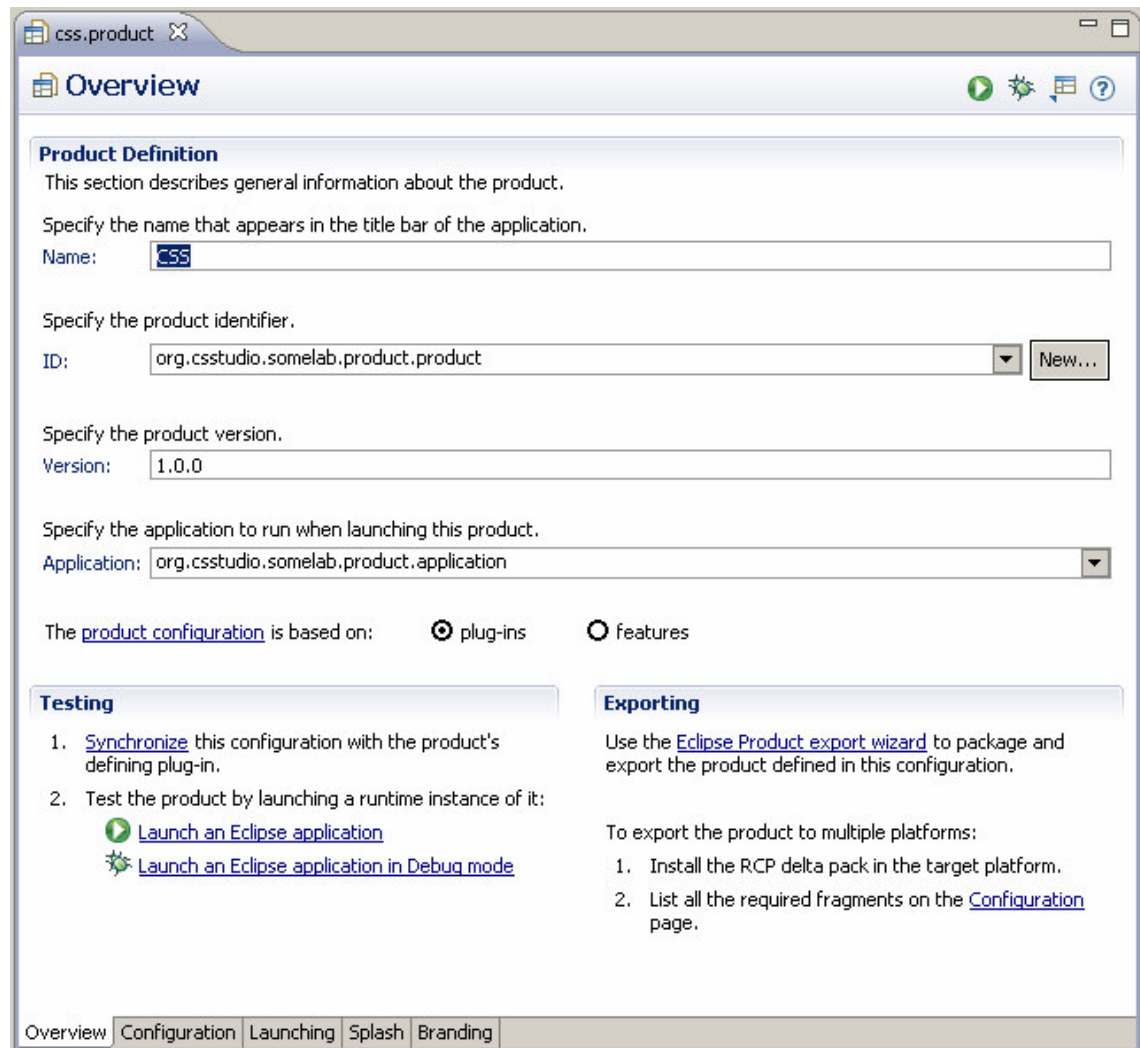 css.product
Overview
Product Definition
This section describes general information about the product.
Specify the name that appears in the title bar of the application.
Name: CSS
Specify the product identifier.
ID: org.csstudio.somelab.product.product New...
Specify the product version.
Version: 1.0.0
Specify the application to run when launching this product.
Application: org.csstudio.somelab.product.application
The product configuration is based on: plug-ins features
Testing
1. Synchronize this configuration with the product's
defining plug-in.
2. Test the product by launching a runtime instance of it:
Launch an Eclipse application
Launch an Eclipse application in Debug mode
Exporting
Use the Eclipse Product export wizard to package and
export the product defined in this configuration.
To export the product to multiple platforms:
1. Install the RCP delta pack in the target platform.
2. List all the required fragments on the Configuration
page.
Overview Configuration Launching Splash Branding